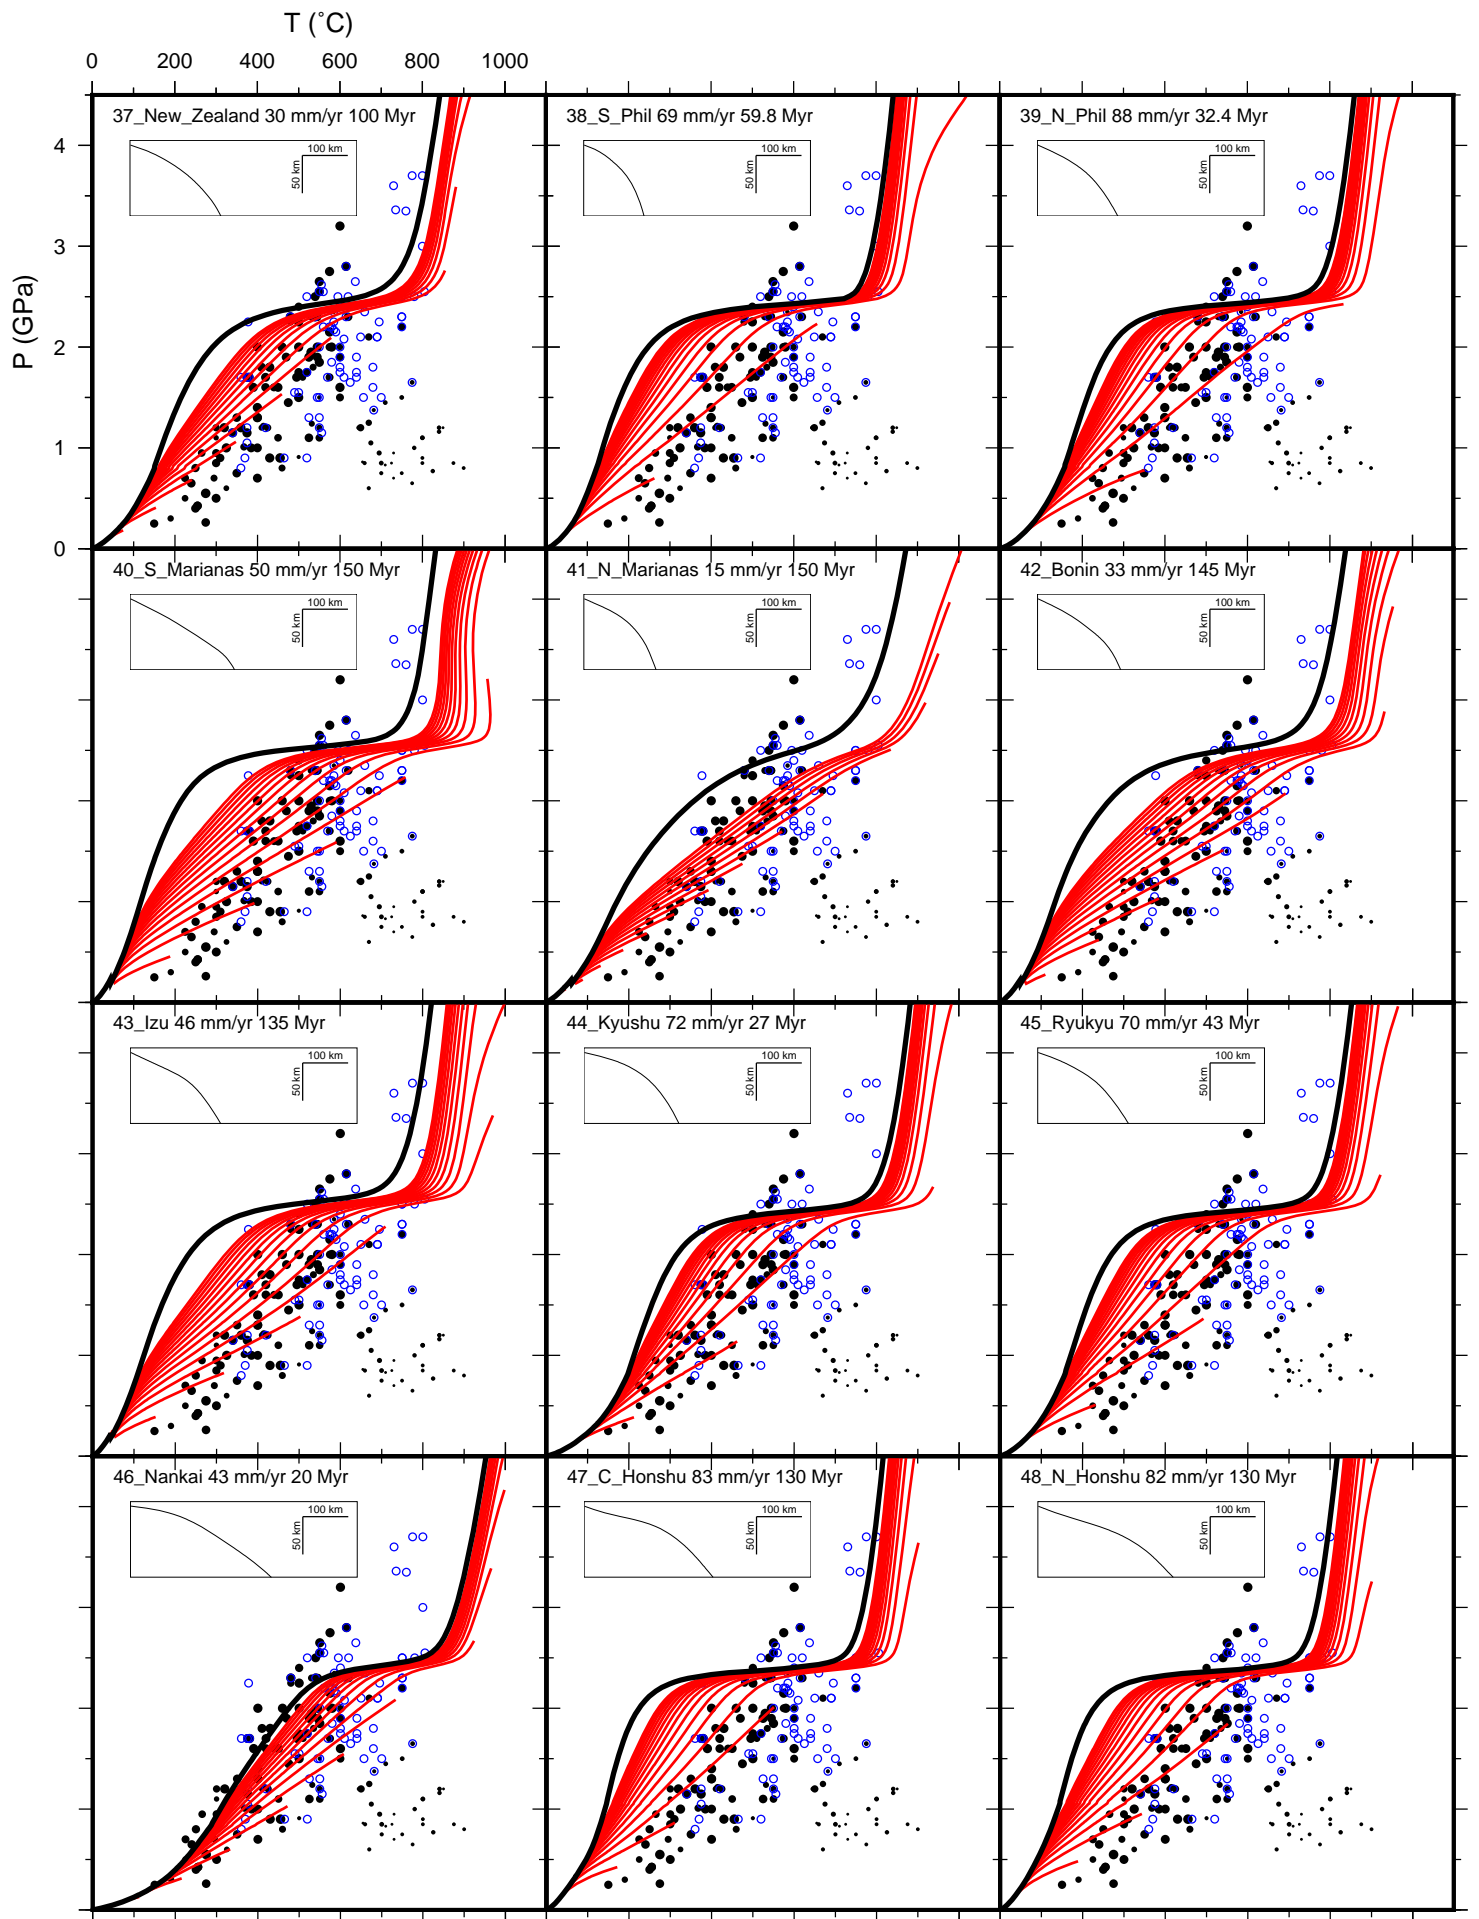 T (˚C)
0 200 400 600 800 1000
P (GPa)
4
3
2
1
0
37_New_Zealand 30 mm/yr 100 Myr
100 km
50 km
38_S_Phil 69 mm/yr 59.8 Myr
100 km
50 km
39_N_Phil 88 mm/yr 32.4 Myr
100 km
50 km
40_S_Marianas 50 mm/yr 150 Myr
100 km
50 km
41_N_Marianas 15 mm/yr 150 Myr
100 km
50 km
42_Bonin 33 mm/yr 145 Myr
100 km
50 km
43_Izu 46 mm/yr 135 Myr
100 km
50 km
44_Kyushu 72 mm/yr 27 Myr
100 km
50 km
45_Ryukyu 70 mm/yr 43 Myr
100 km
50 km
46_Nankai 43 mm/yr 20 Myr
100 km
50 km
47_C_Honshu 83 mm/yr 130 Myr
100 km
50 km
48_N_Honshu 82 mm/yr 130 Myr
100 km
50 km